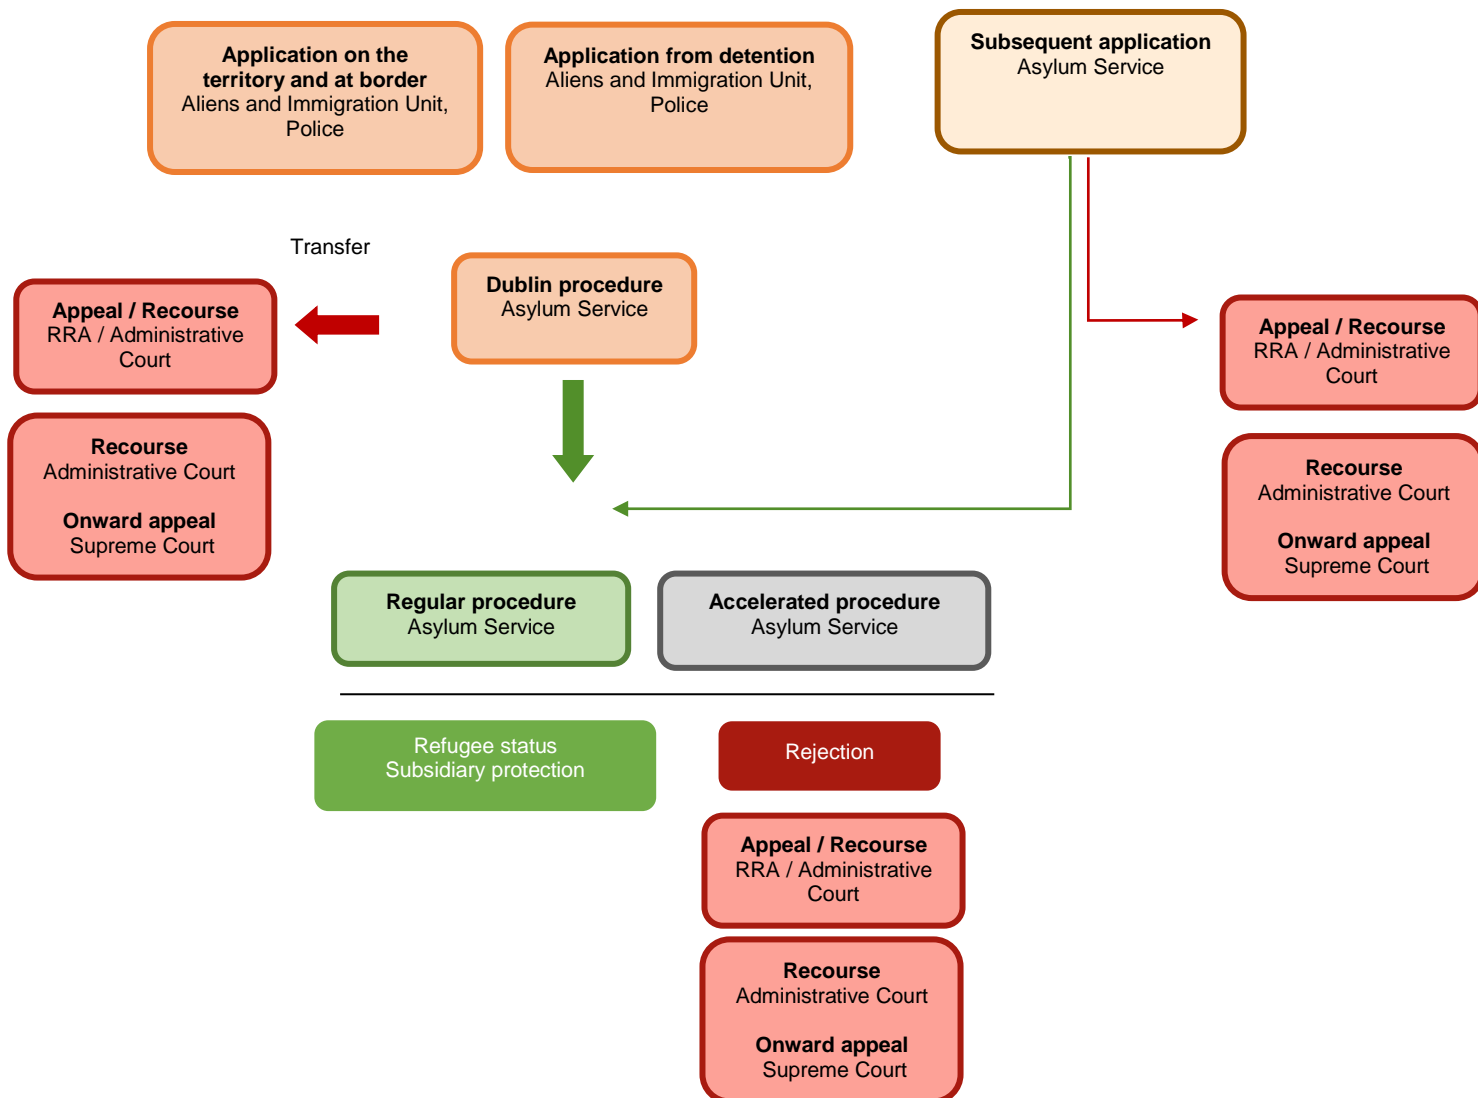 Application on the
territory and at border
Aliens and Immigration Unit,
Police
Application from detention
Aliens and Immigration Unit,
Police
Subsequent application
Asylum Service
Transfer
Dublin procedure
Asylum Service
Appeal / Recourse
RRA / Administrative
Court
Recourse
Administrative Court
Onward appeal
Supreme Court
Appeal / Recourse
RRA / Administrative
Court
Recourse
Administrative Court
Onward appeal
Supreme Court
Regular procedure
Asylum Service
Accelerated procedure
Asylum Service
Refugee status
Subsidiary protection
Rejection
Appeal / Recourse
RRA / Administrative
Court
Recourse
Administrative Court
Onward appeal
Supreme Court